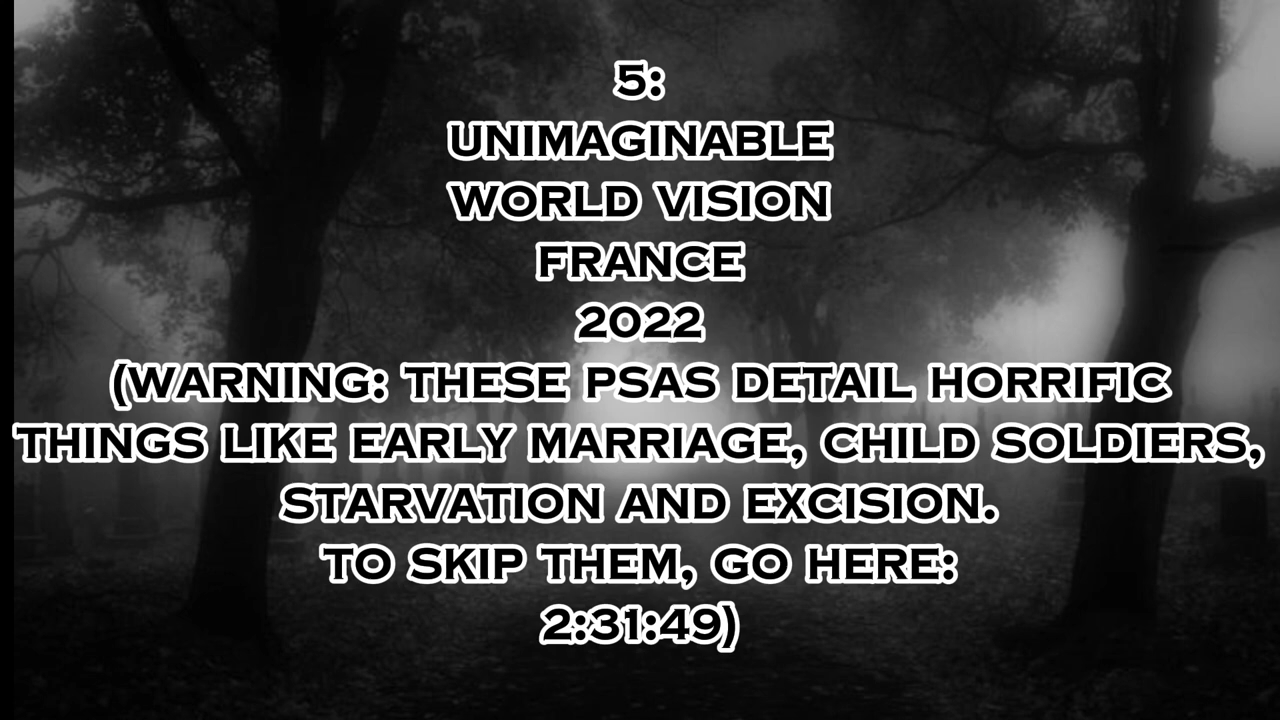 5:
UNIMAGINABLE
WORLD VISION
FRANCE
2022
(WARNING: THESE PSAS DETAIL HORRIFIC
THINGS LIKE EARLY MARRIAGE, CHILD SOLDIERS,
STARVATION AND EXCISION.
TO SKIP THEM, GO HERE:
2:31:49)